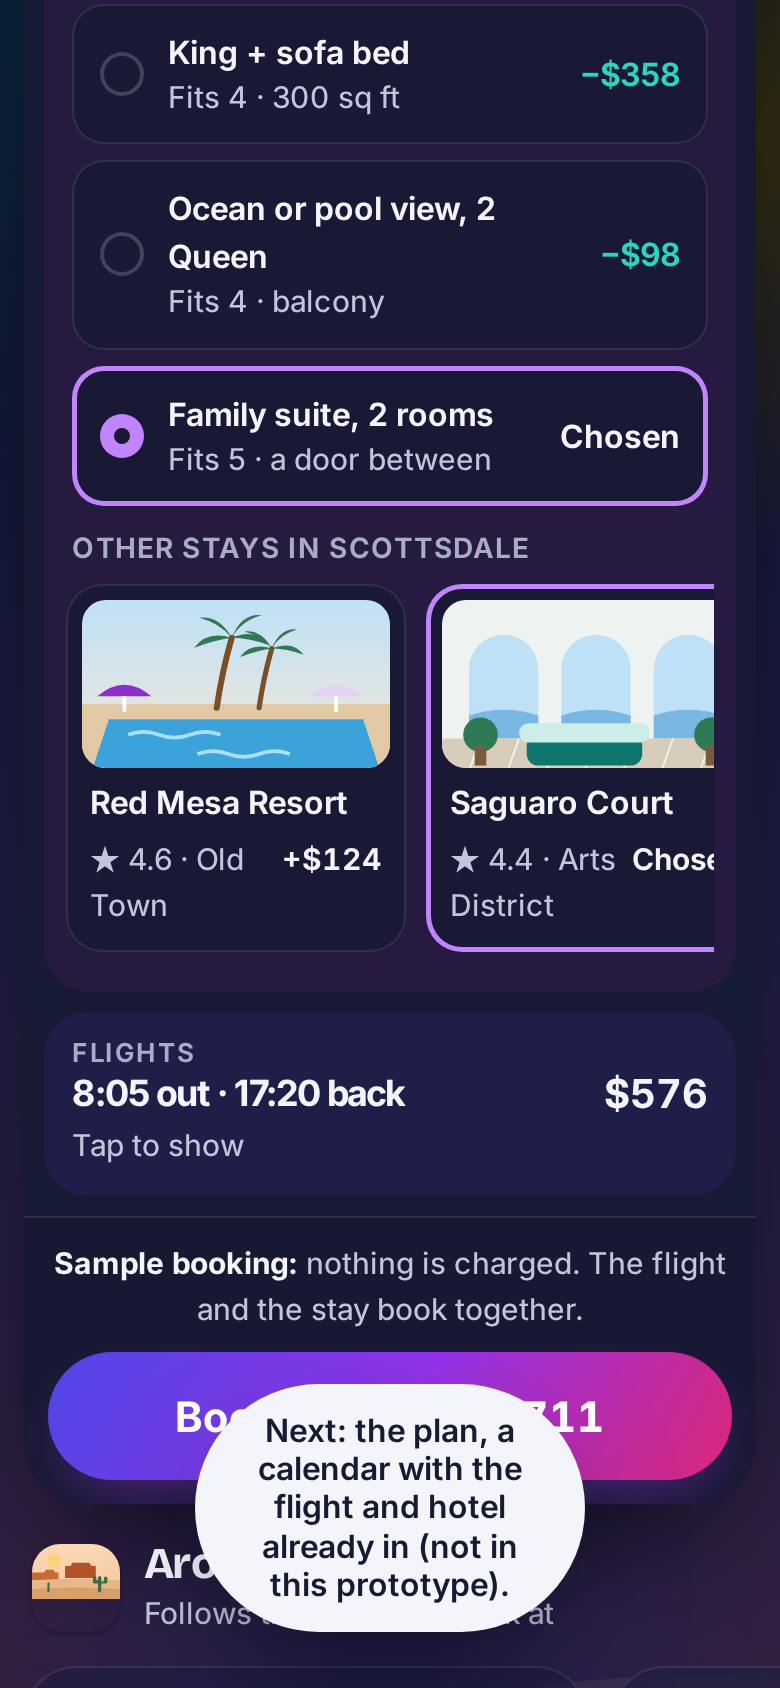 King + sofa bed
−$358
Fits 4 · 300 sq ft
Ocean or pool view, 2
Queen
−$98
Fits 4 · balcony
Family suite, 2 rooms
Chosen
Fits 5 · a door between
OTHER STAYS IN SCOTTSDALE
Red Mesa Resort
★ 4.6 · Old
+$124
Town
Saguaro Court
★ 4.4 · Arts
District
FLIGHTS
8:05 out · 17:20 back
$576
Tap to show
Sample booking: nothing is charged. The flight
and the stay book together.
Next: the plan, a
calendar with the
flight and hotel
already in (not in
this prototype).
Follows
at